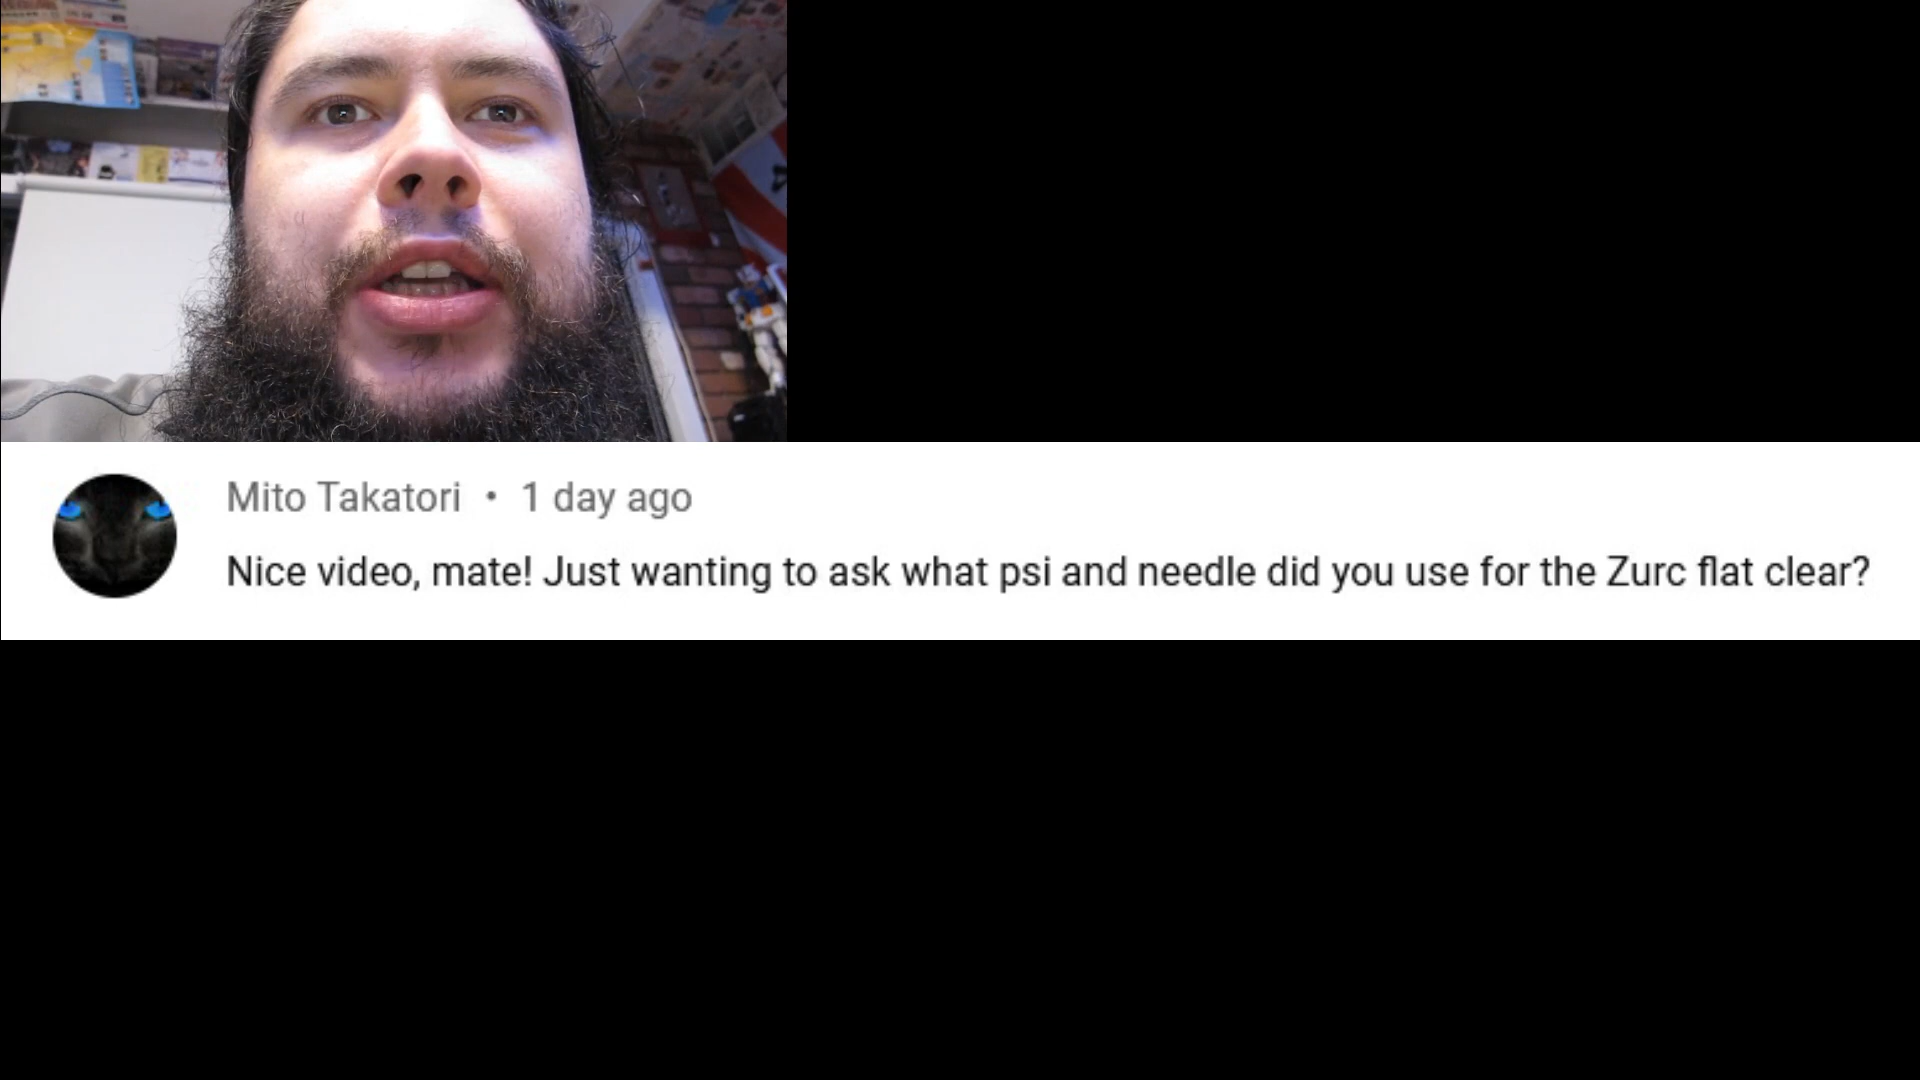 Mito Takatori • 1 day ago
Nice video, mate! Just wanting to ask what psi and needle did you use for the Zurc flat clear?